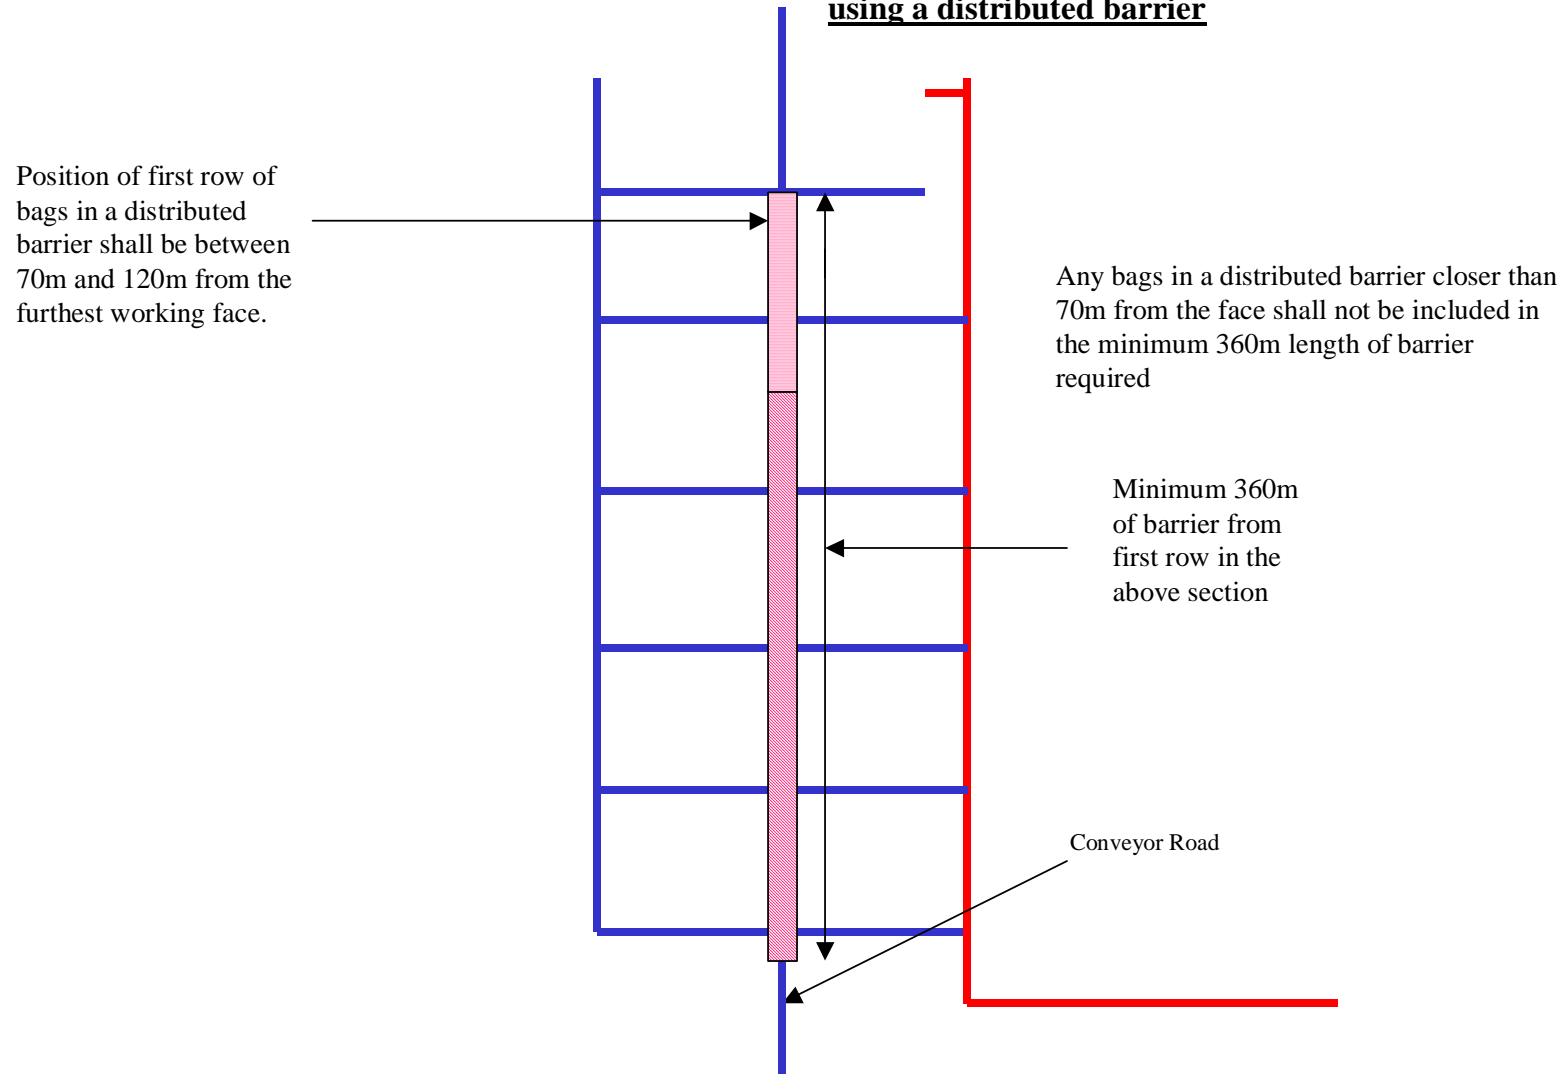 using a distributed barrier
Position of first row of
bags in a distributed
barrier shall be between
70m and 120m from the
furthest working face.
Any bags in a distributed barrier closer than
70m from the face shall not be included in
the minimum 360m length of barrier
required
Minimum 360m
of barrier from
first row in the
above section
Conveyor Road